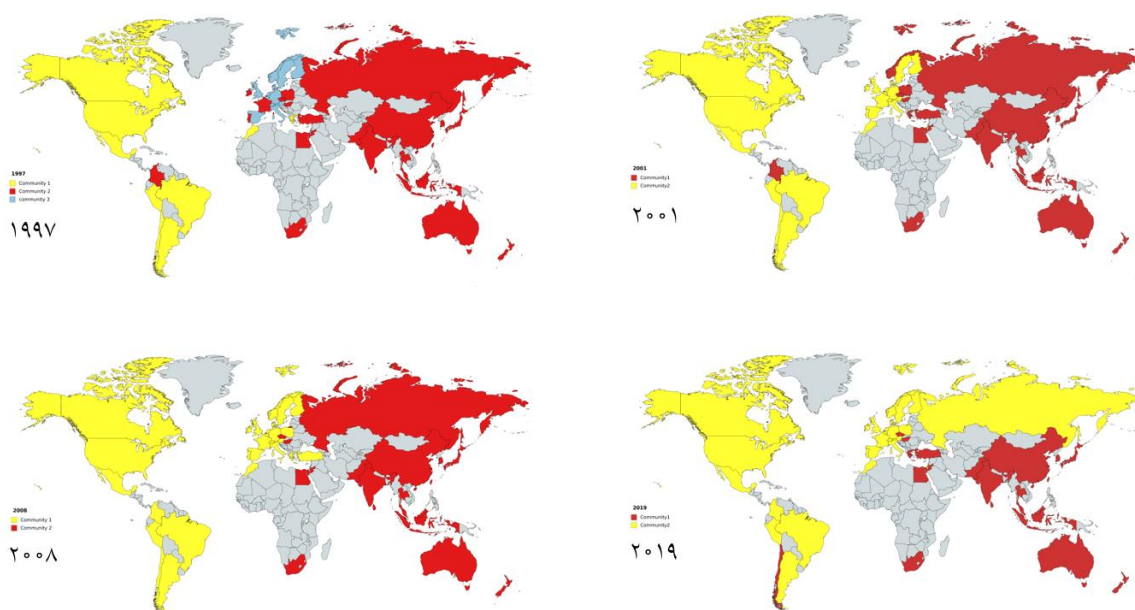 1997
Community 1
Community 2
community 3
۱۹۹۷
2001
Community1
Community2
۲۰۰۱
2008
Community 1
Community 2
۲۰۰۸
2019
Community1
Community2
۲۰۱۹